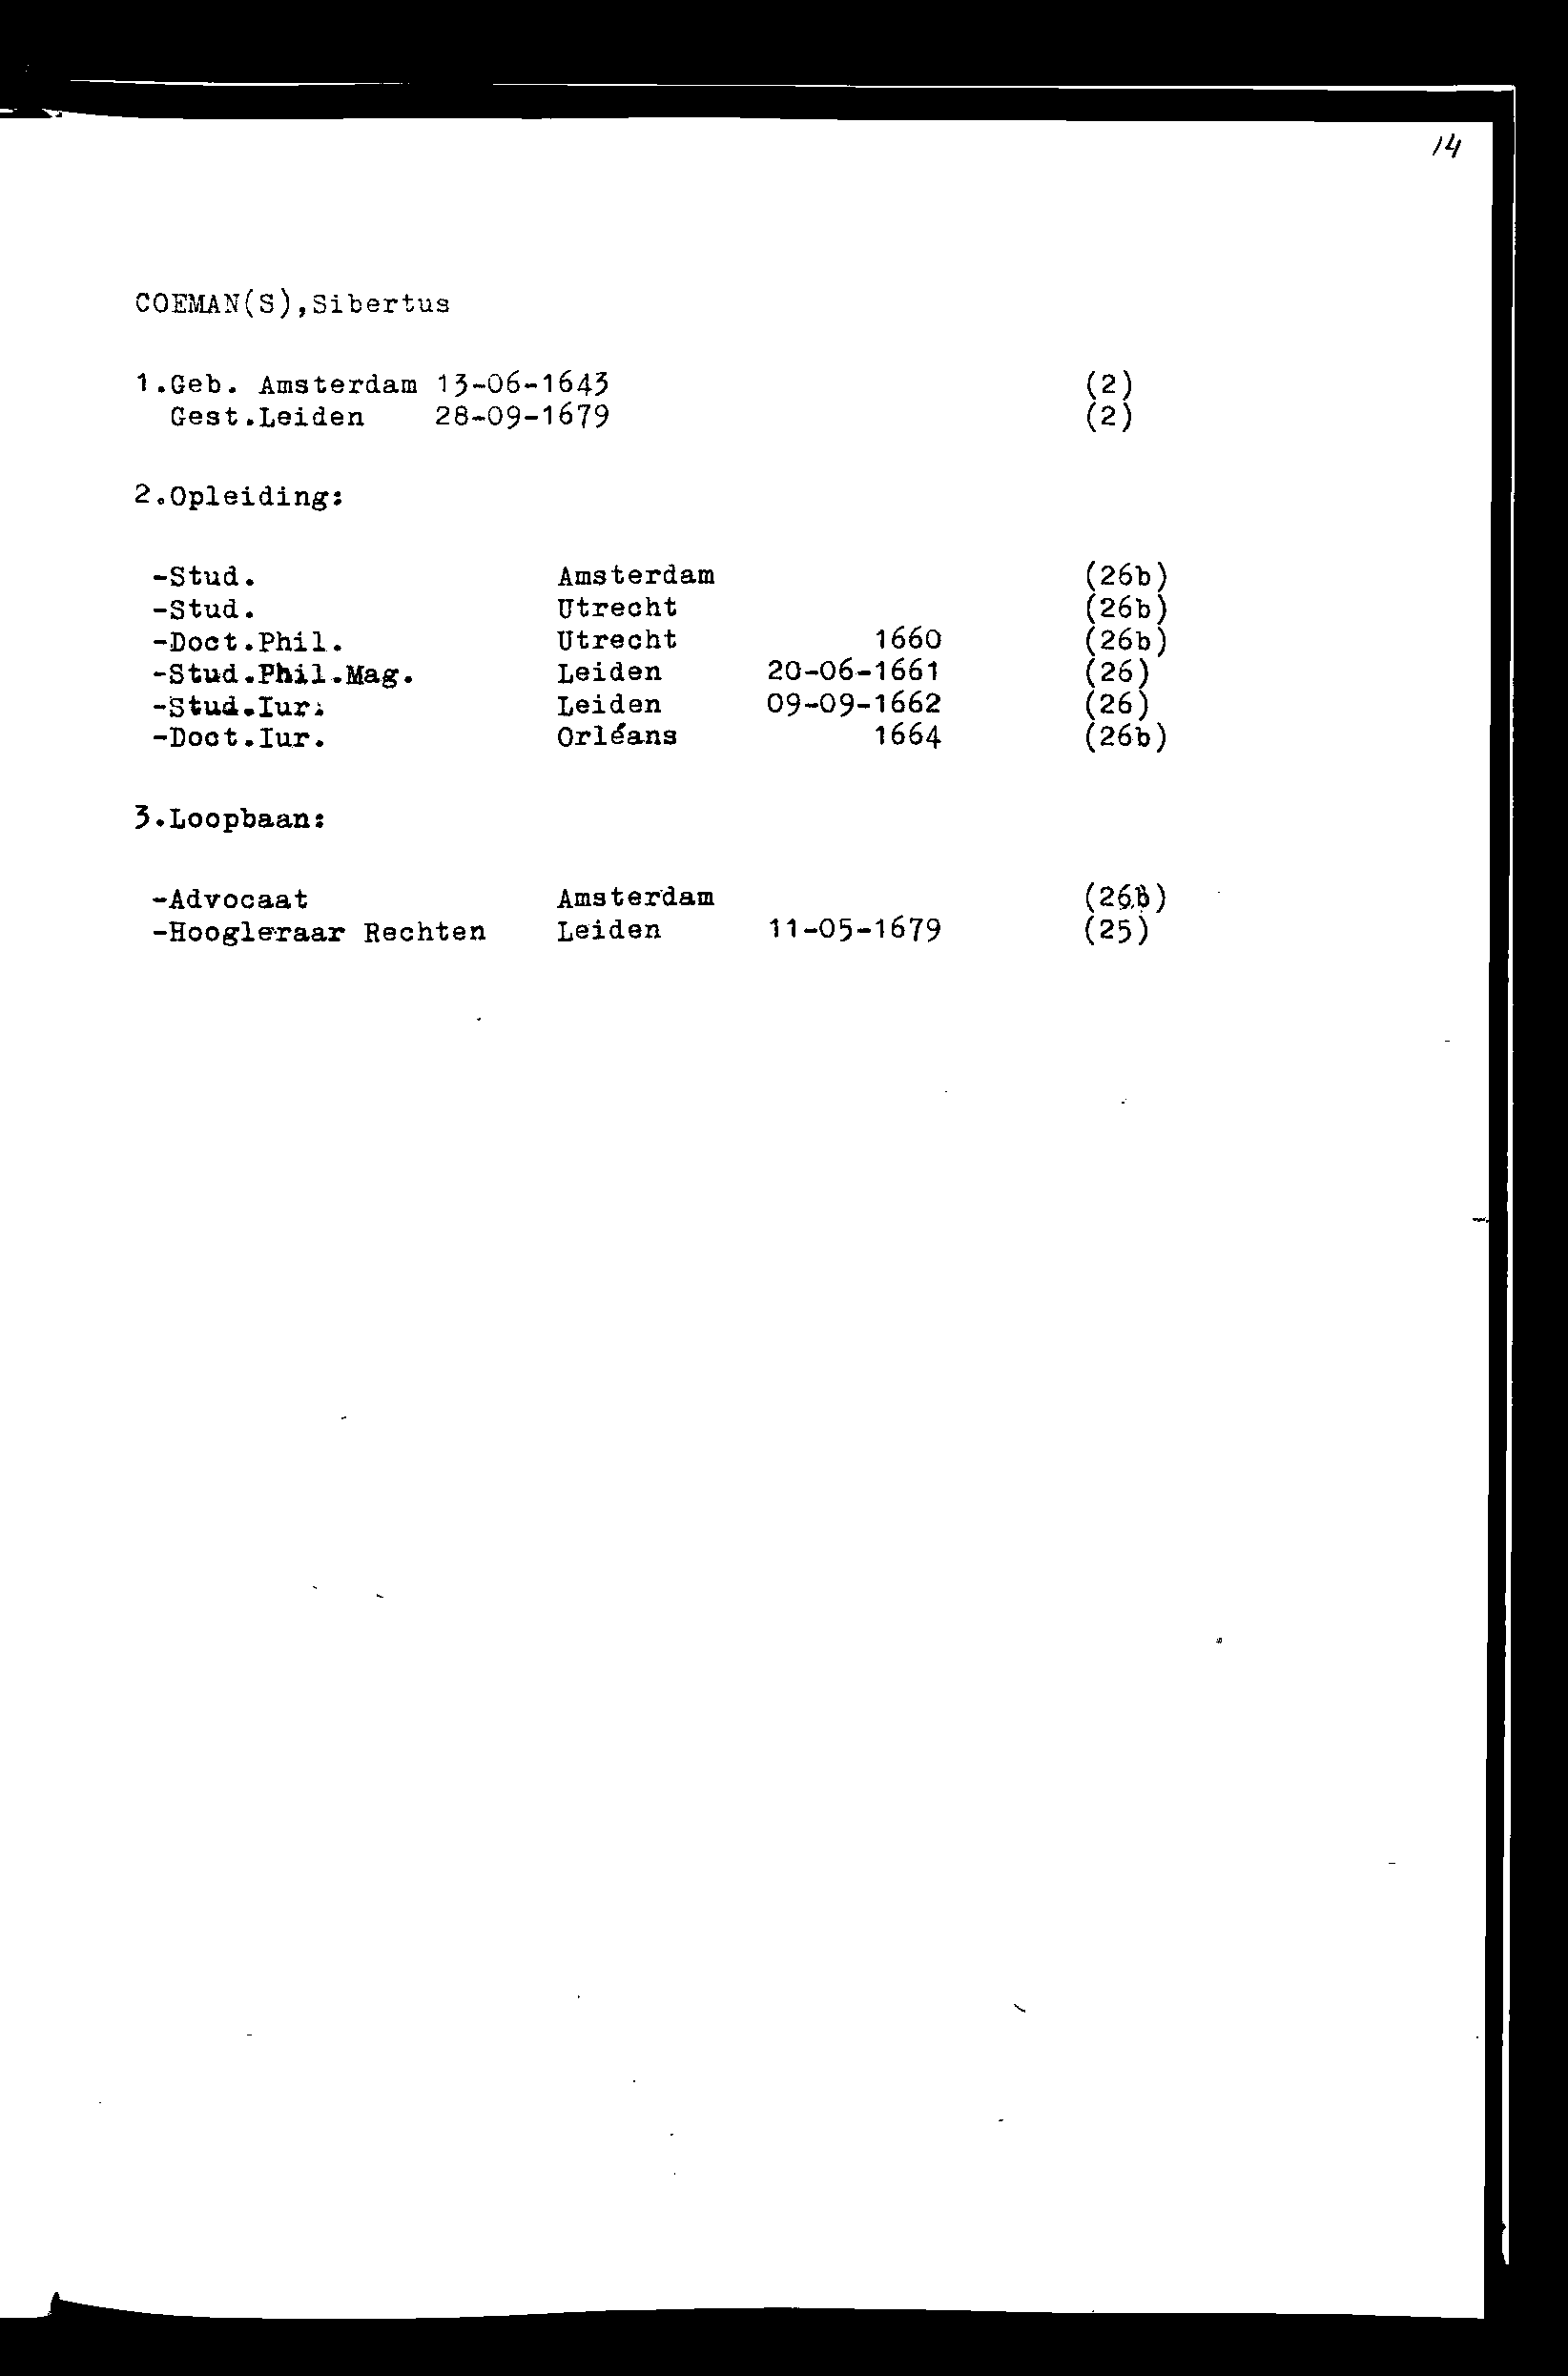 14
COEMAN(S),Sibertus
1.Geb. Amsterdam 13-06-1643 (2)
Gest.Leiden 28-09-1679 (2)
2.Opleiding:
-Stud. Amsterdam (26b)
-Stud. Utrecht (26b)
-Doct.Phil. Utrecht 1660 (26b)
-Stud.Phil.Mag. Leiden 20-06-1661 (26)
-Stud.Iur. Leiden 09-09-1662 (26)
-Doct.Iur. Orléans 1664 (26b)
3.Loopbaan:
-Advocaat Amsterdam (26b)
-Hoogleraar Rechten Leiden 11-05-1679 (25)